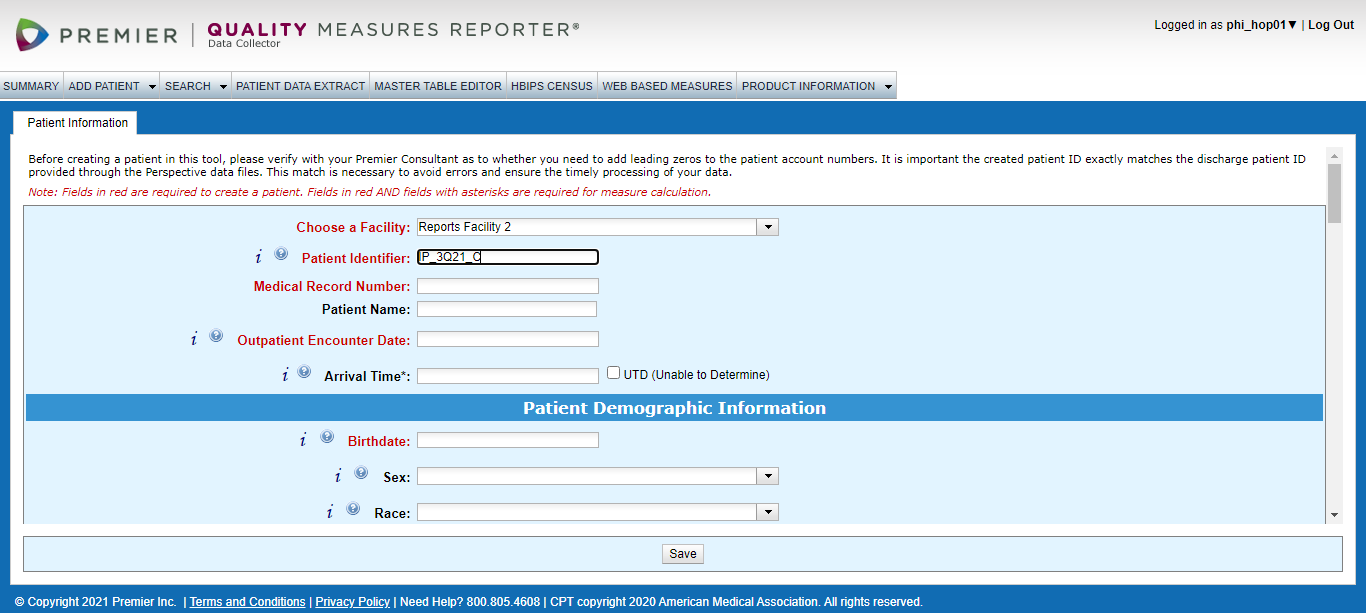 PREMIER | QUALITY MEASURES REPORTER®
Data Collector
Logged in as phi_hop01▼ | Log Out
SUMMARY ADD PATIENT SEARCH PATIENT DATA EXTRACT MASTER TABLE EDITOR HBIPS CENSUS WEB BASED MEASURES PRODUCT INFORMATION
Patient Information
Before creating a patient in this tool, please verify with your Premier Consultant as to whether you need to add leading zeros to the patient account numbers. It is important the created patient ID exactly matches the discharge patient ID
provided through the Perspective data files. This match is necessary to avoid errors and ensure the timely processing of your data.
Note: Fields in red are required to create a patient. Fields in red AND fields with asterisks are required for measure calculation.
Choose a Facility: Reports Facility 2
i ? Patient Identifier: IP_3Q21_C
Medical Record Number:
Patient Name:
i ? Outpatient Encounter Date:
i ? Arrival Time*: UTD (Unable to Determine)
Patient Demographic Information
i ? Birthdate:
i ? Sex:
i ? Race:
Save
© Copyright 2021 Premier Inc. | Terms and Conditions | Privacy Policy | Need Help? 800.805.4608 | CPT copyright 2020 American Medical Association. All rights reserved.